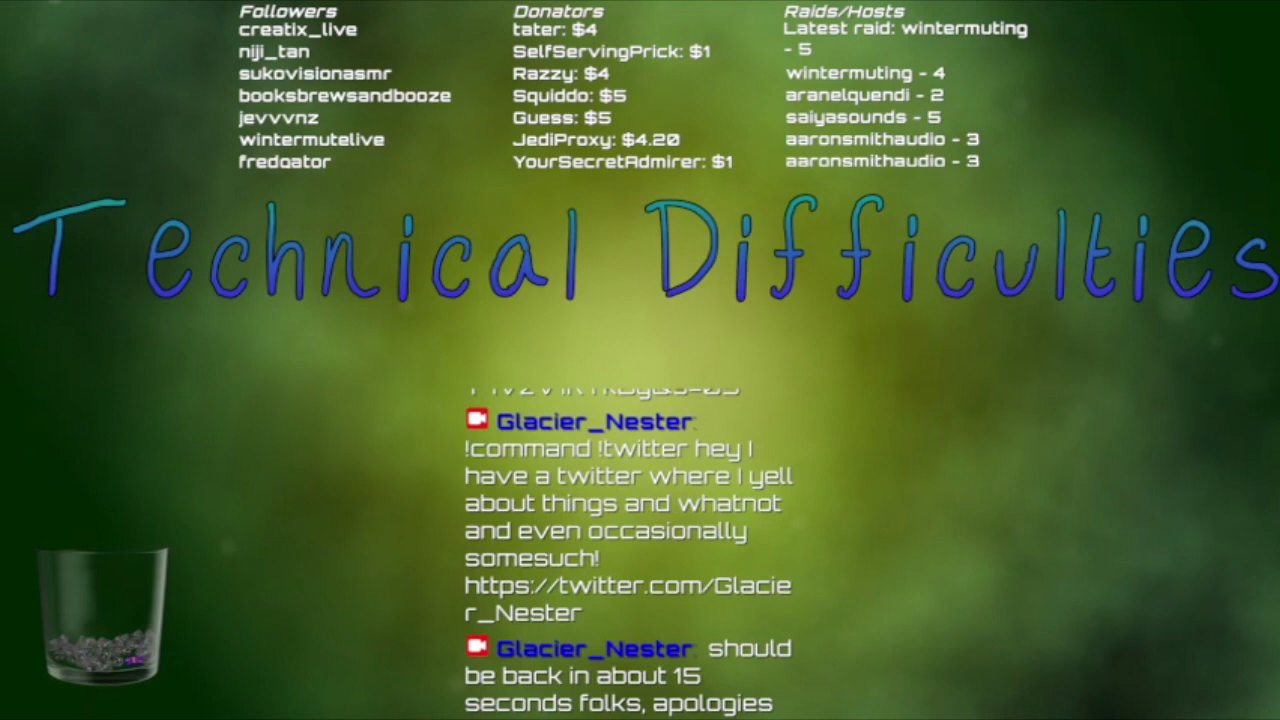 Followers
creatix_live
niji_tan
sukovisionasmr
booksbrewsandbooze
jevvvnz
wintermutelive
fredgator
Donators
tater: $4
SelfServingPrick: $1
Razzy: $4
Squiddo: $5
Guess: $5
JediProxy: $4.20
YourSecretAdmirer: $1
Raids/Hosts
Latest raid: wintermuting
- 5
wintermuting - 4
aranelquendi - 2
saiyasounds - 5
aaronsmithaudio - 3
aaronsmithaudio - 3
Technical Difficulties
Glacier_Nester:
!command !twitter hey I
have a twitter where I yell
about things and whatnot
and even occasionally
somesuch!
https://twitter.com/Glacie
r_Nester
Glacier_Nester: should
be back in about 15
seconds folks, apologies